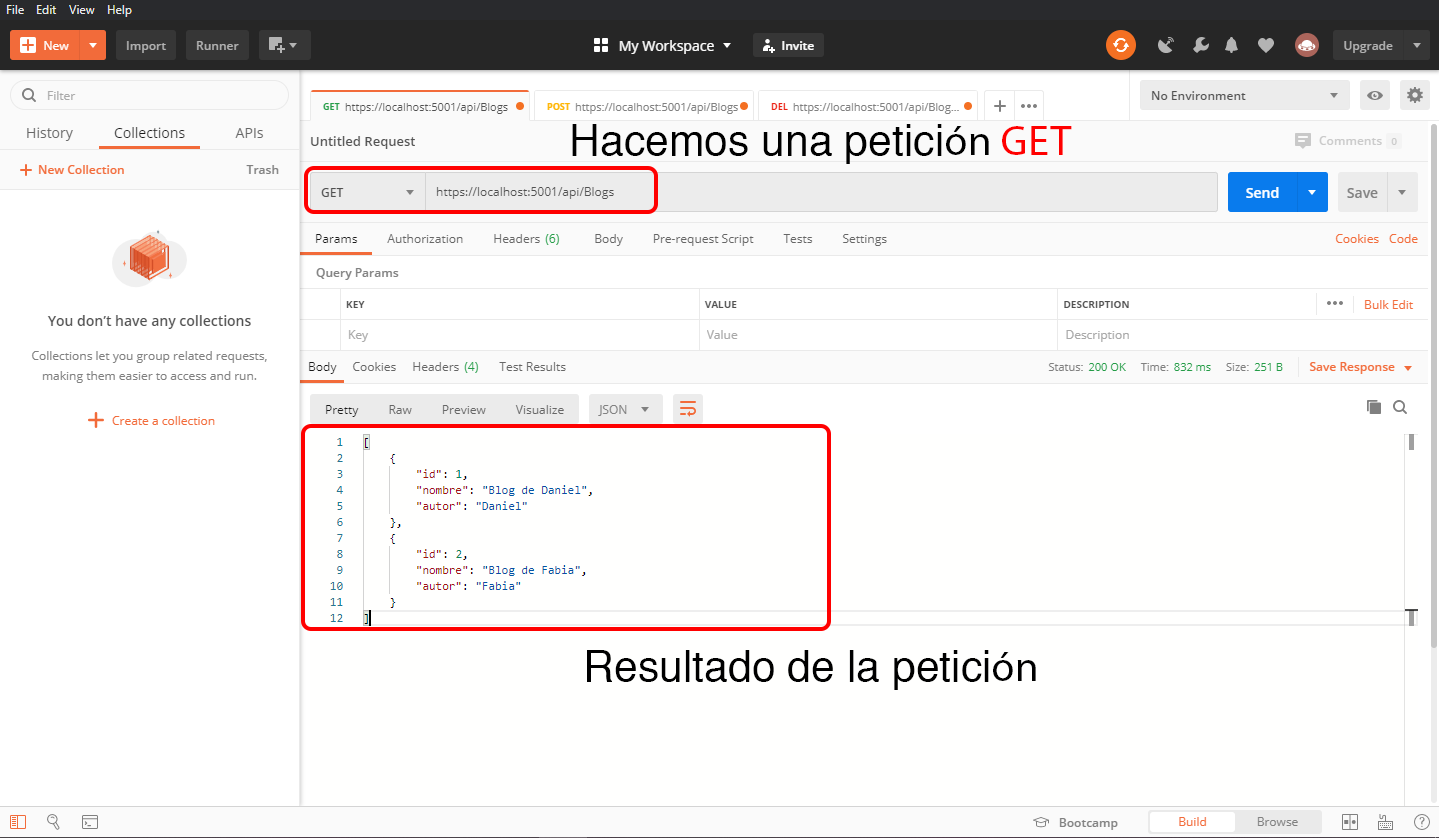 File Edit View Help
New Import Runner My Workspace Invite Upgrade
Filter
History Collections APIs
New Collection Trash
You don't have any collections
Collections let you group related requests,
making them easier to access and run.
Create a collection
GET https://localhost:5001/api/Blogs POST https://localhost:5001/api/Blogs DEL https://localhost:5001/api/Blog... No Environment
Untitled Request Hacemos una petición GET Comments 0
GET https://localhost:5001/api/Blogs Send Save
Params Authorization Headers (6) Body Pre-request Script Tests Settings Cookies Code
Query Params
KEY VALUE DESCRIPTION Bulk Edit
Key Value Description
Body Cookies Headers (4) Test Results Status: 200 OK Time: 832 ms Size: 251 B Save Response
Pretty Raw Preview Visualize JSON
1 [
2 {
3 "id": 1,
4 "nombre": "Blog de Daniel",
5 "autor": "Daniel"
6 },
7 {
8 "id": 2,
9 "nombre": "Blog de Fabia",
10 "autor": "Fabia"
11 }
12 ]
Resultado de la petición
Bootcamp Build Browse